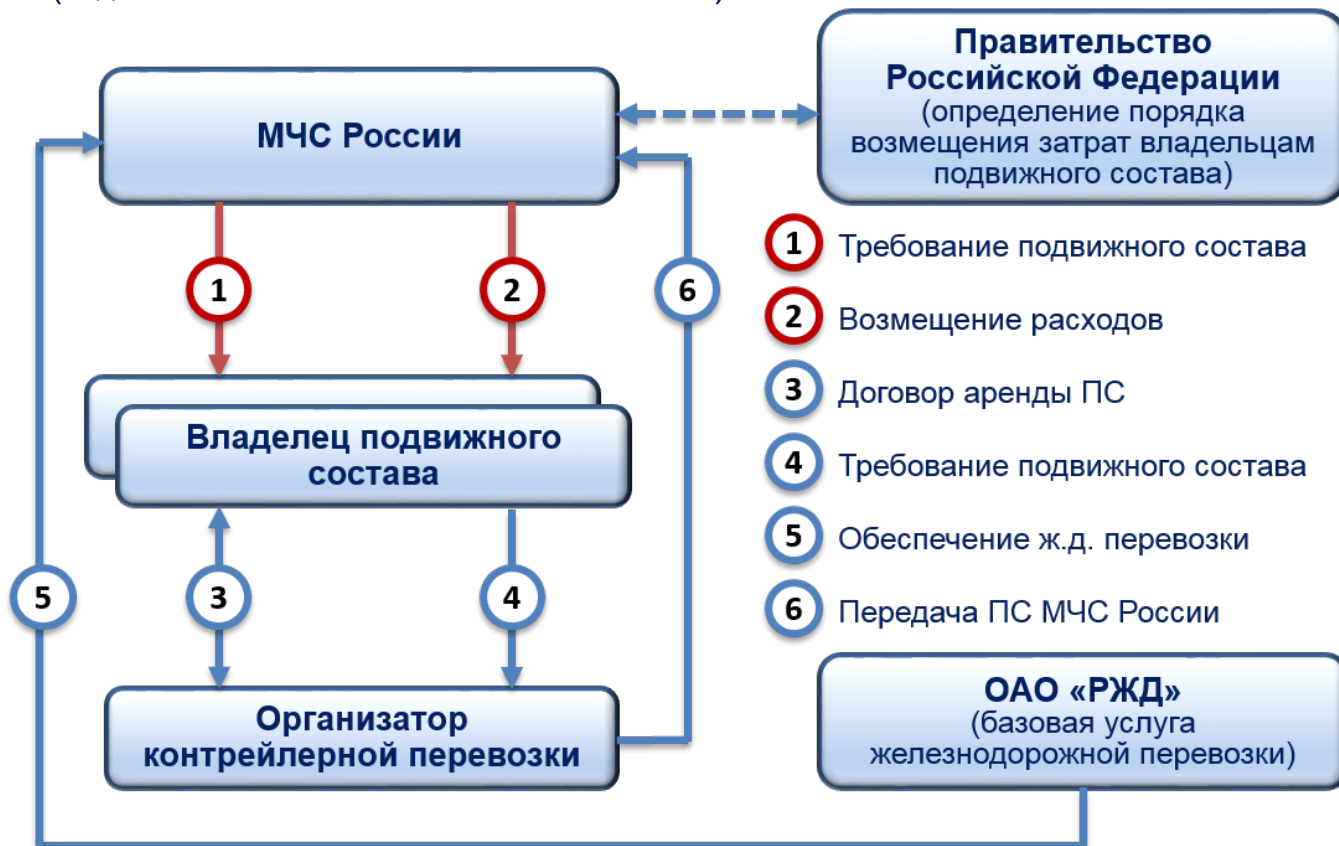 Правительство
Российской Федерации
(определение порядка
возмещения затрат владельцам
подвижного состава)
МЧС России
1
2
6
1 Требование подвижного состава
2 Возмещение расходов
3 Договор аренды ПС
4 Требование подвижного состава
5 Обеспечение ж.д. перевозки
6 Передача ПС МЧС России
Владелец подвижного
состава
5
3
4
Организатор
контрейлерной перевозки
ОАО «РЖД»
(базовая услуга
железнодорожной перевозки)